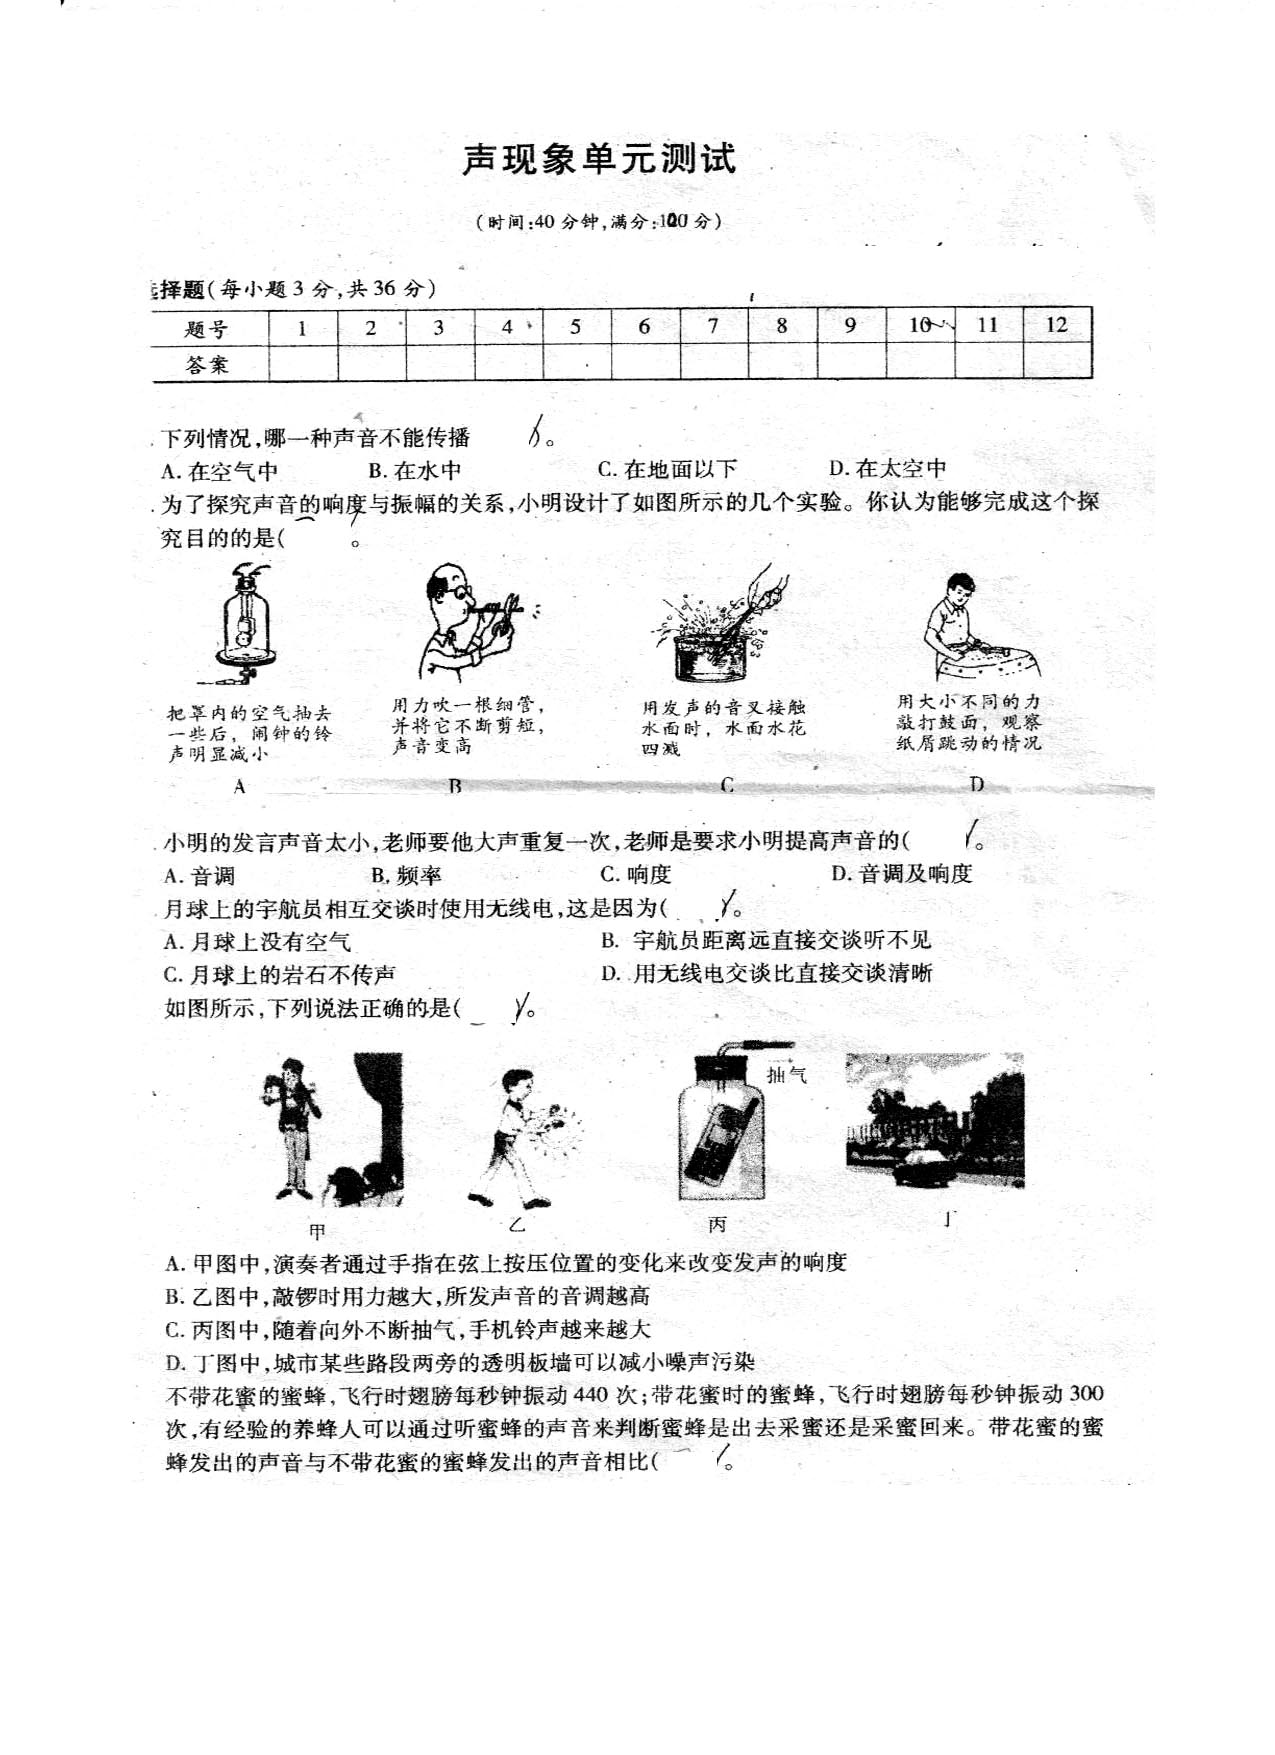 声现象单元测试
(时间:40分钟,满分:100分)
择题(每小题3分,共36分)
题号 1 2 3 4 5 6 7 8 9 10 11 12
答案
下列情况,哪一种声音不能传播 。
A.在空气中 B.在水中 C.在地面以下 D.在太空中
为了探究声音的响度与振幅的关系,小明设计了如图所示的几个实验。你认为能够完成这个探
究目的的是( 。
把罩内的空气抽去
一些后,闹钟的铃
声明显减小
A
用力吹一根细管,
并将它不断剪短,
声音变高
B
用发声的音叉接触
水面时,水面水花
四溅
C
用大小不同的力
敲打鼓面,观察
纸屑跳动的情况
D
小明的发言声音太小,老师要他大声重复一次,老师是要求小明提高声音的( 。
A.音调 B.频率 C.响度 D.音调及响度
月球上的宇航员相互交谈时使用无线电,这是因为( 。
A.月球上没有空气 B. 宇航员距离远直接交谈听不见
C.月球上的岩石不传声 D.用无线电交谈比直接交谈清晰
如图所示,下列说法正确的是( 。
抽气
甲 乙 丙 丁
A.甲图中,演奏者通过手指在弦上按压位置的变化来改变发声的响度
B.乙图中,敲锣时用力越大,所发声音的音调越高
C.丙图中,随着向外不断抽气,手机铃声越来越大
D.丁图中,城市某些路段两旁的透明板墙可以减小噪声污染
不带花蜜的蜜蜂,飞行时翅膀每秒钟振动440次;带花蜜时的蜜蜂,飞行时翅膀每秒钟振动300
次,有经验的养蜂人可以通过听蜜蜂的声音来判断蜜蜂是出去采蜜还是采蜜回来。带花蜜的蜜
蜂发出的声音与不带花蜜的蜜蜂发出的声音相比( 。